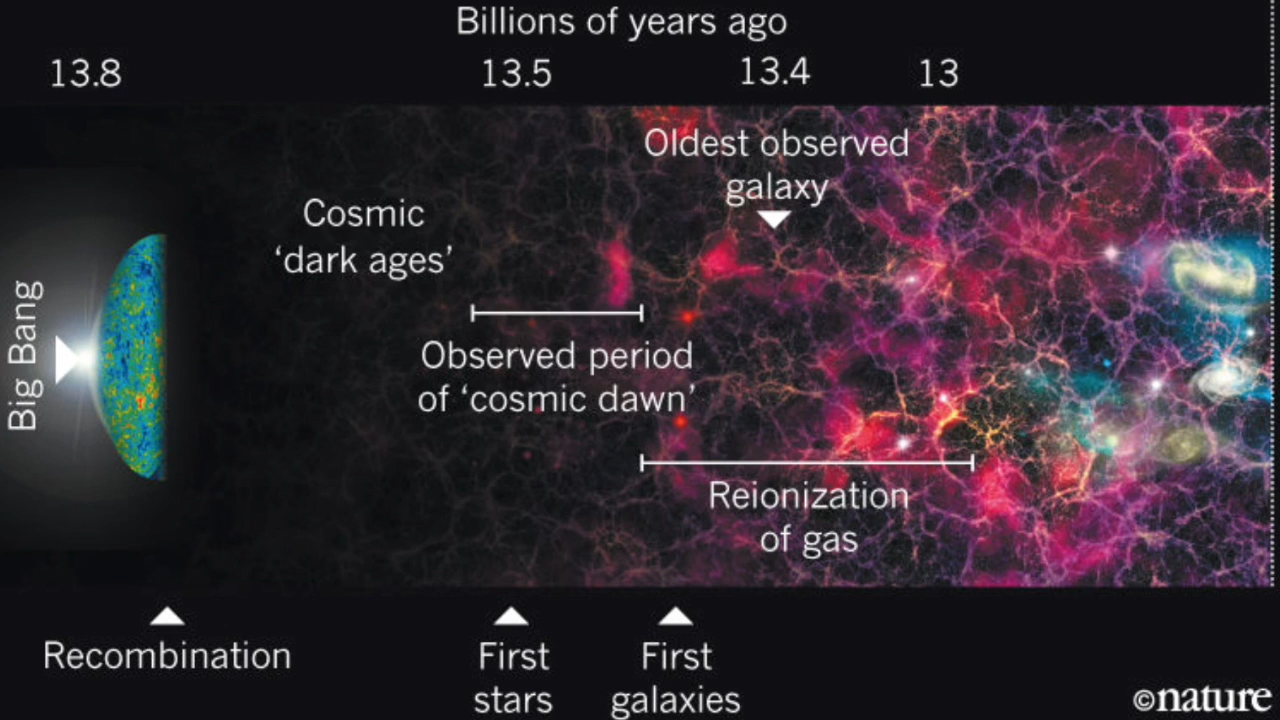 Billions of years ago
13.8 13.5 13.4 13
Oldest observed
galaxy
Cosmic
‘dark ages’
Big Bang
Observed period
of ‘cosmic dawn’
Reionization
of gas
Recombination
First
stars
First
galaxies
©nature